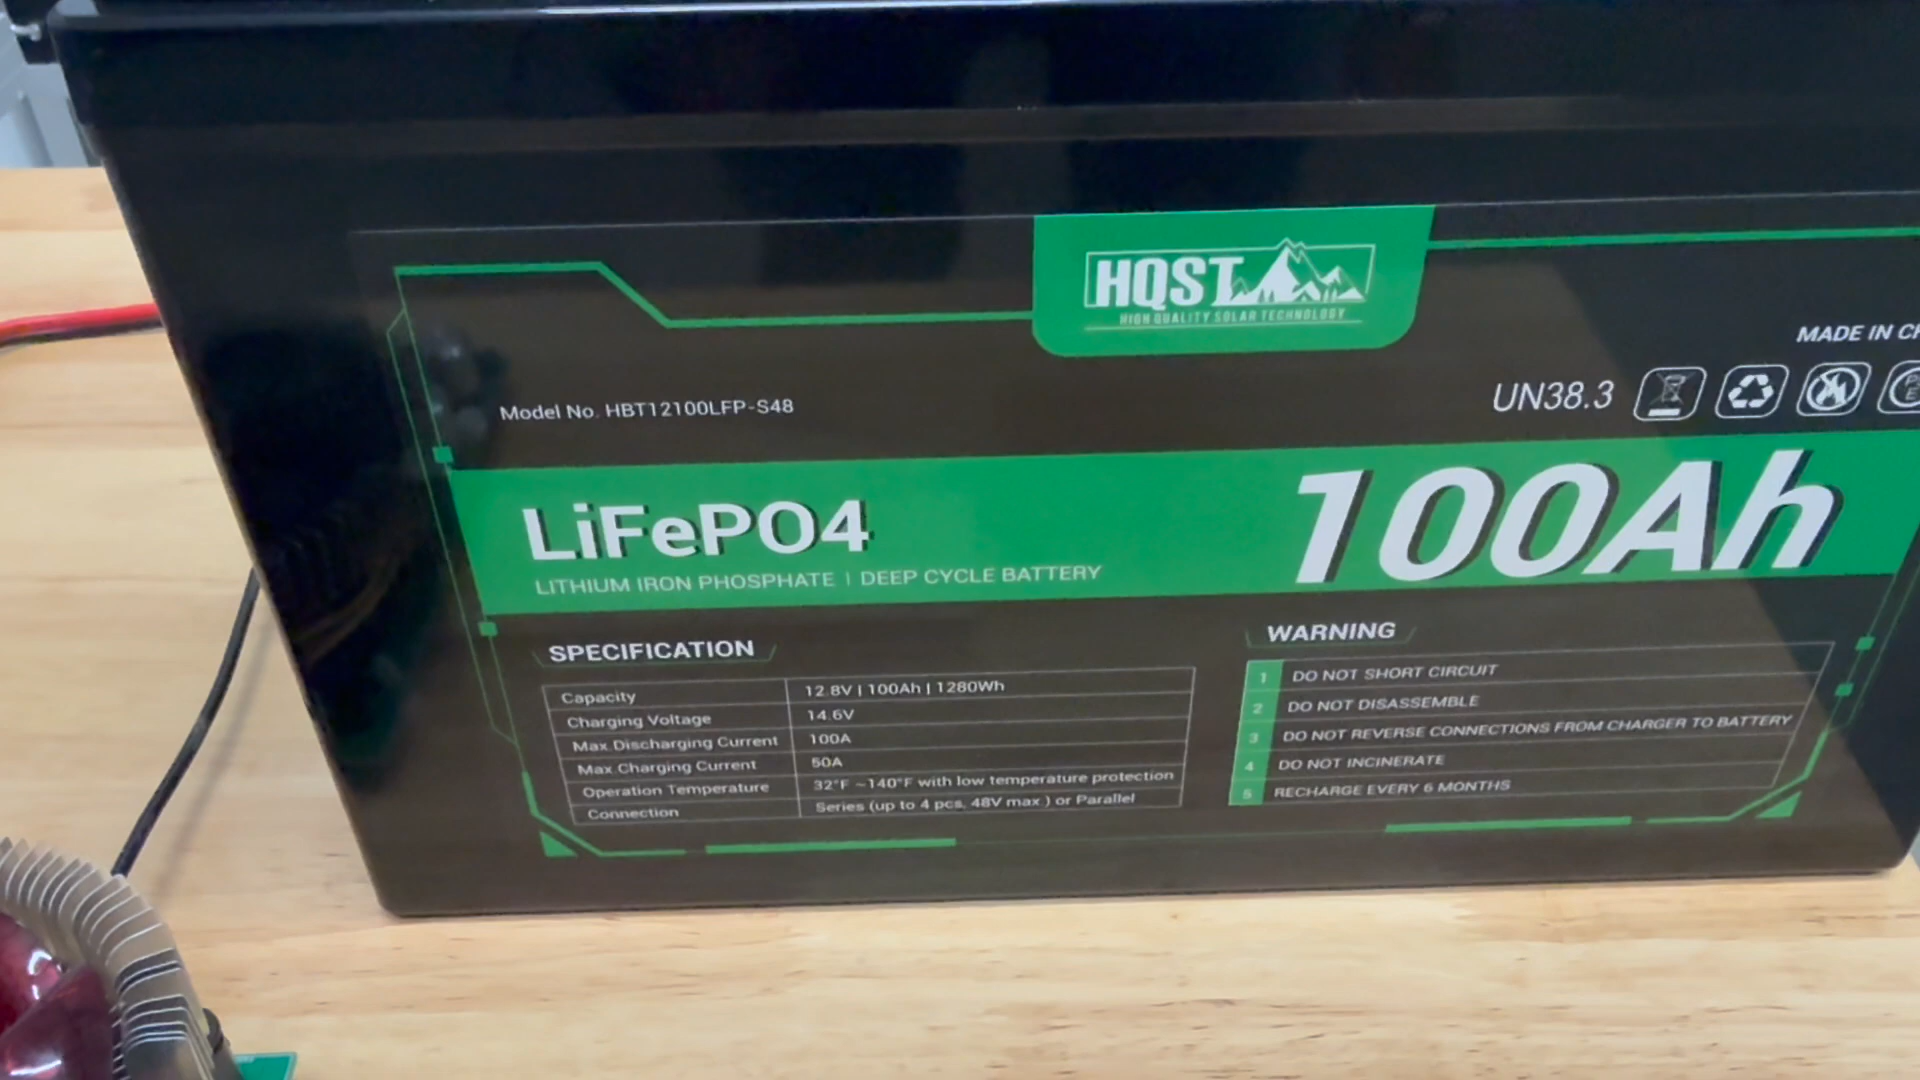 HQST
HIGH QUALITY SOLAR TECHNOLOGY
MADE IN CH
Model No. HBT12100LFP-S48
UN38.3
LiFePO4
100Ah
LITHIUM IRON PHOSPHATE | DEEP CYCLE BATTERY
SPECIFICATION
Capacity 12.8V | 100Ah | 1280Wh
Charging Voltage 14.6V
Max.Discharging Current 100A
Max.Charging Current 50A
Operation Temperature 32°F ~140°F with low temperature protection
Connection Series (up to 4 pcs, 48V max ) or Parallel
WARNING
1 DO NOT SHORT CIRCUIT
2 DO NOT DISASSEMBLE
3 DO NOT REVERSE CONNECTIONS FROM CHARGER TO BATTERY
4 DO NOT INCINERATE
5 RECHARGE EVERY 6 MONTHS